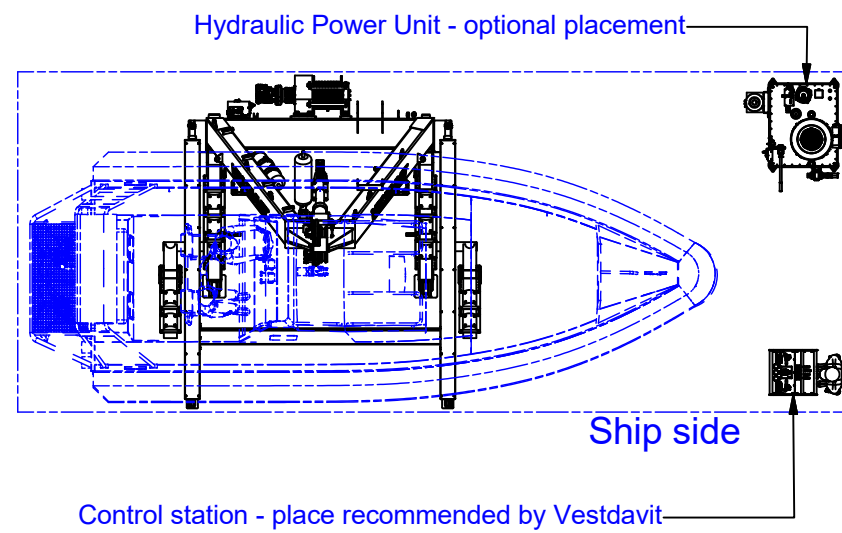 Hydraulic Power Unit - optional placement
Ship side
Control station - place recommended by Vestdavit